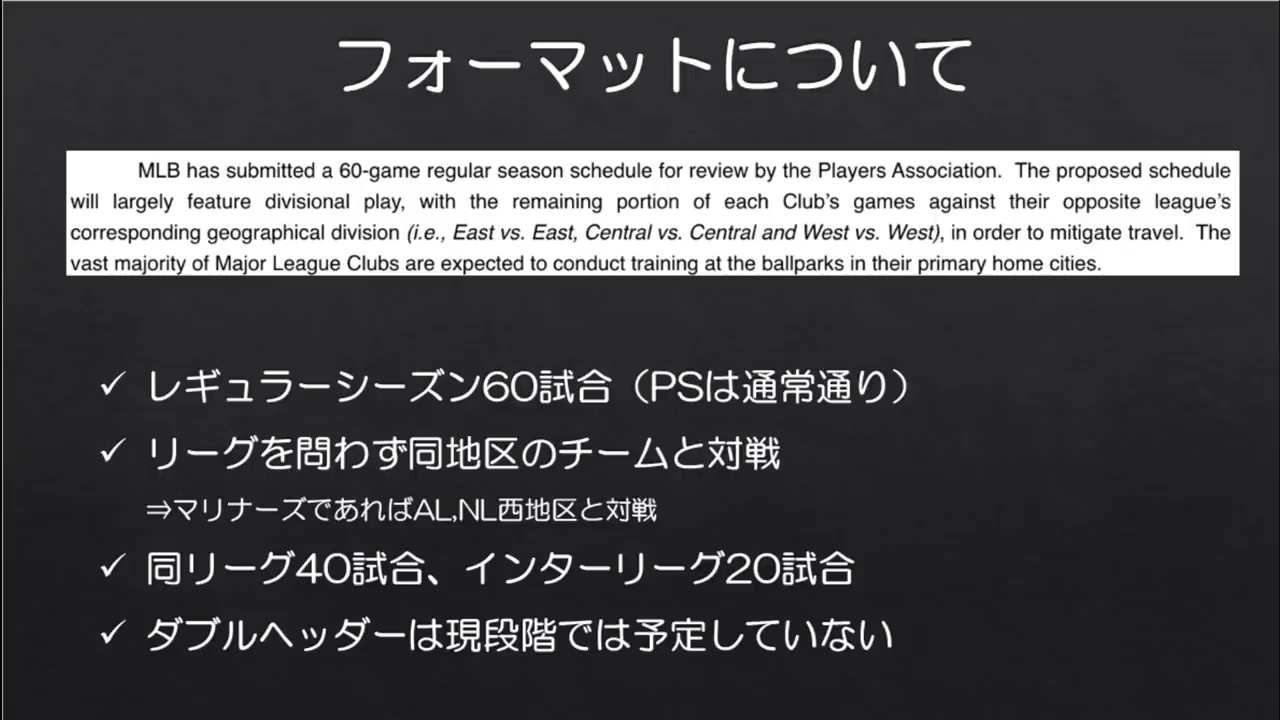 フォーマットについて
MLB has submitted a 60-game regular season schedule for review by the Players Association. The proposed schedule
will largely feature divisional play, with the remaining portion of each Club's games against their opposite league's
corresponding geographical division (i.e., East vs. East, Central vs. Central and West vs. West), in order to mitigate travel. The
vast majority of Major League Clubs are expected to conduct training at the ballparks in their primary home cities.
✓ レギュラーシーズン60試合（PSは通常通り）
✓ リーグを問わず同地区のチームと対戦
⇒マリナーズであればAL,NL西地区と対戦
✓ 同リーグ40試合、インターリーグ20試合
✓ ダブルヘッダーは現段階では予定していない